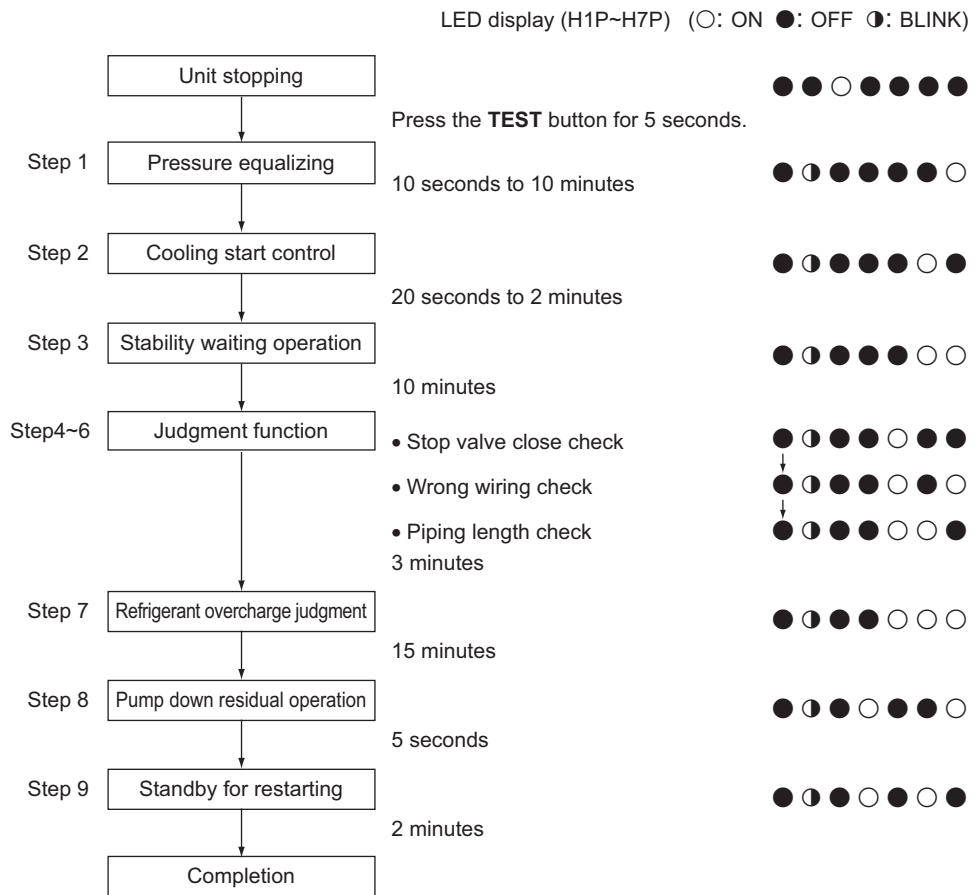 LED display (H1P~H7P) (○: ON ●: OFF ◑: BLINK)
Unit stopping
●●○●●●●
Press the TEST button for 5 seconds.
Step 1 Pressure equalizing
10 seconds to 10 minutes
●◑●●●●○
Step 2 Cooling start control
●◑●●●○●
20 seconds to 2 minutes
Step 3 Stability waiting operation
●◑●●●○○
10 minutes
Step4~6 Judgment function
• Stop valve close check ●◑●●○●●
• Wrong wiring check ●◑●●○●○
• Piping length check ●◑●●○○●
3 minutes
Step 7 Refrigerant overcharge judgment
●◑●●○○○
15 minutes
Step 8 Pump down residual operation
●◑●○●●○
5 seconds
Step 9 Standby for restarting
●◑●○●○●
2 minutes
Completion